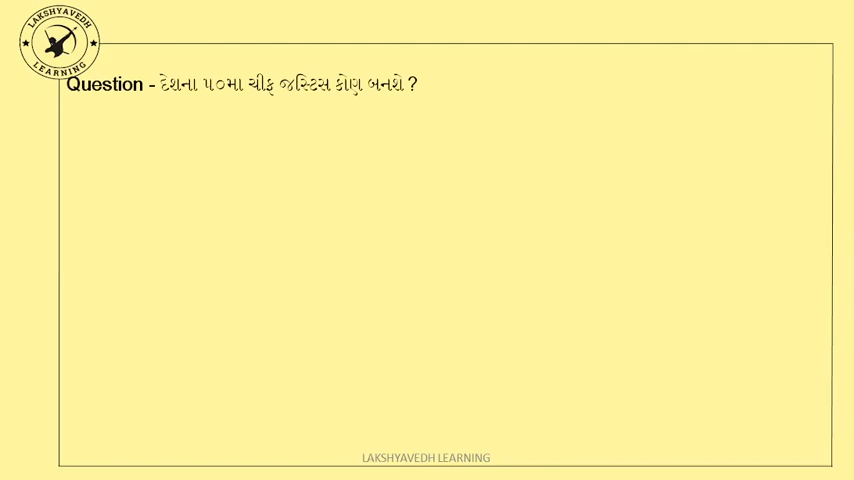 LAKSHYAVEDH
LEARNING
Question - દેશના ૫૦મા ચીફ જસ્ટિસ કોણ બનશે ?
LAKSHYAVEDH LEARNING